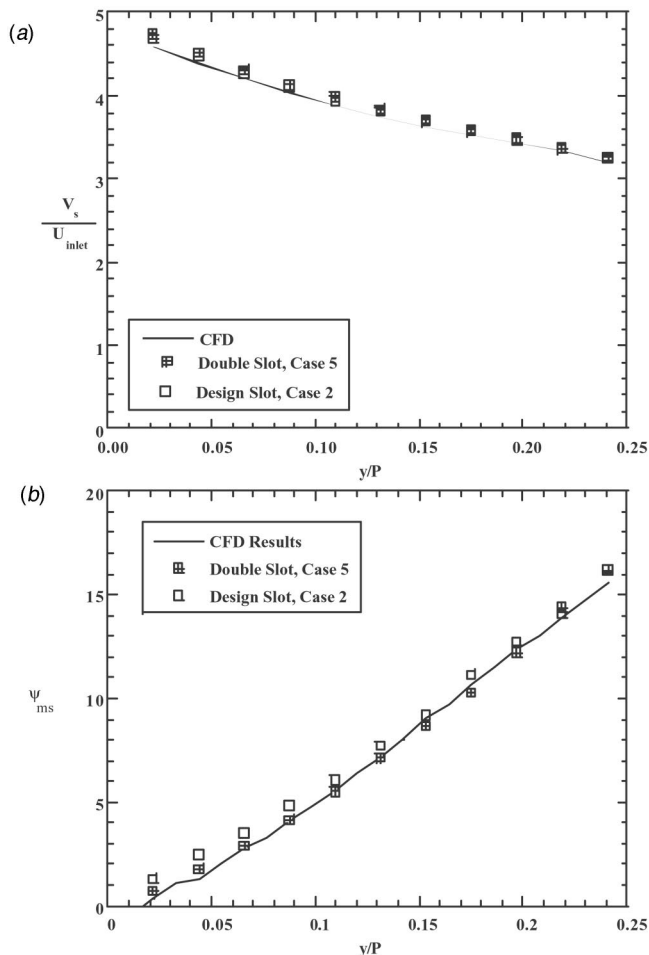 (a)
5
4
3
2
1
0
V_s
U_inlet
CFD
Double Slot, Case 5
Design Slot, Case 2
0.00 0.05 0.10 0.15 0.20 0.25
y/P
(b)
20
15
10
5
0
ψ_ms
CFD Results
Double Slot, Case 5
Design Slot, Case 2
0 0.05 0.1 0.15 0.2 0.25
y/P